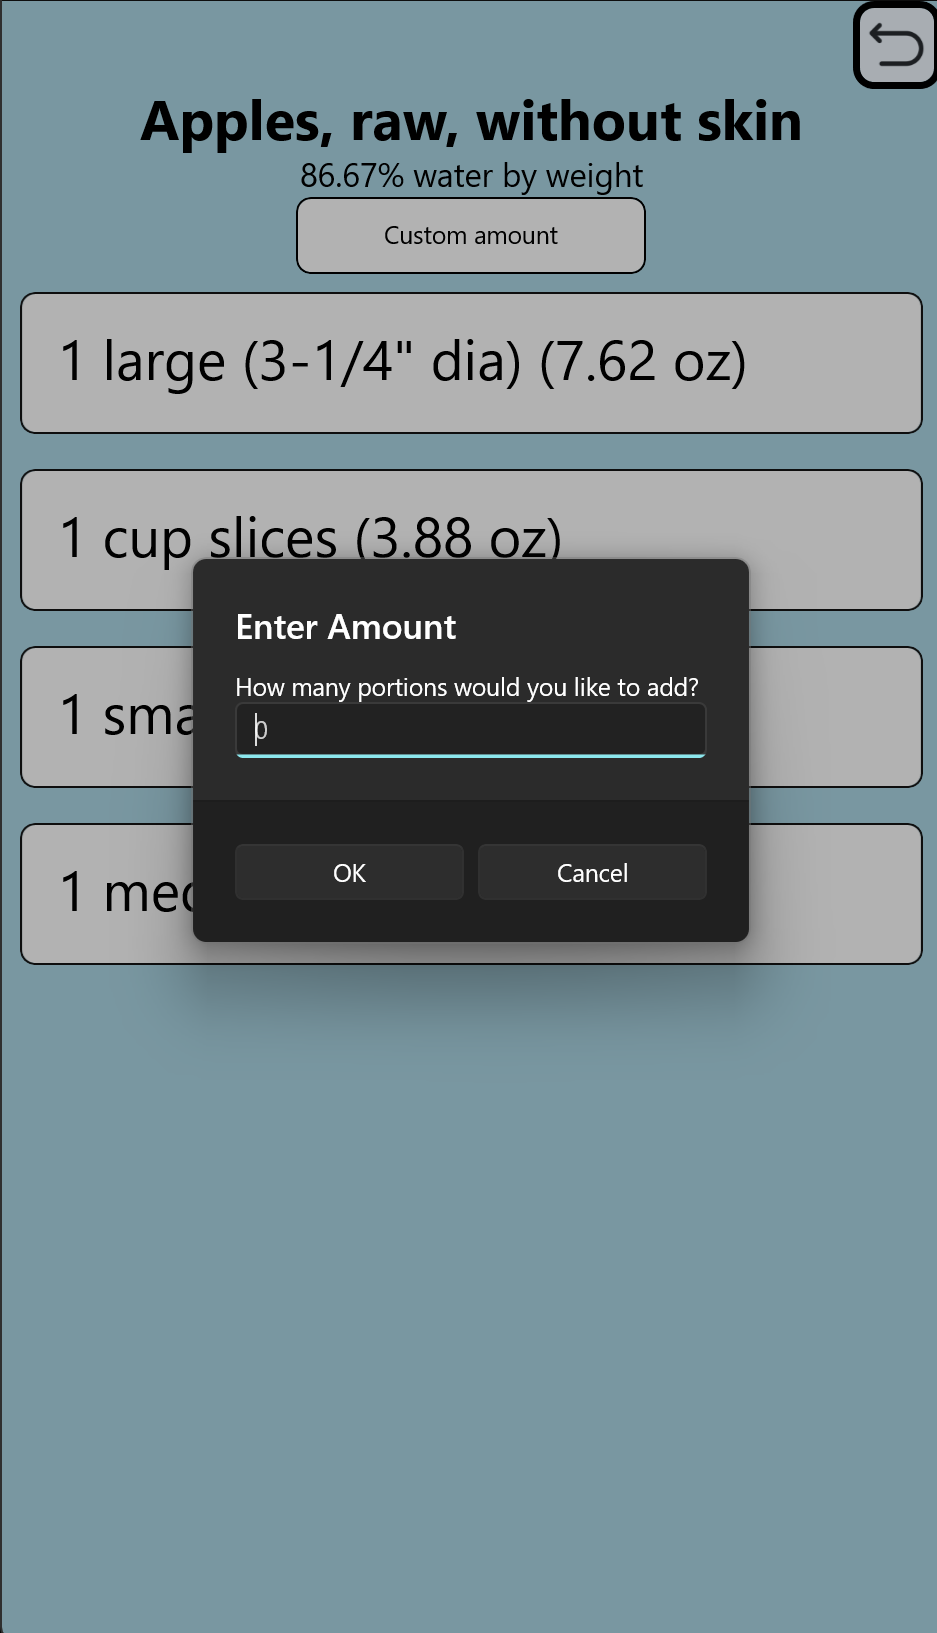 Apples, raw, without skin
86.67% water by weight
Custom amount
1 large (3-1/4" dia) (7.62 oz)
1 cup slices (3.88 oz)
1
1
Enter Amount
How many portions would you like to add?
0
OK
Cancel